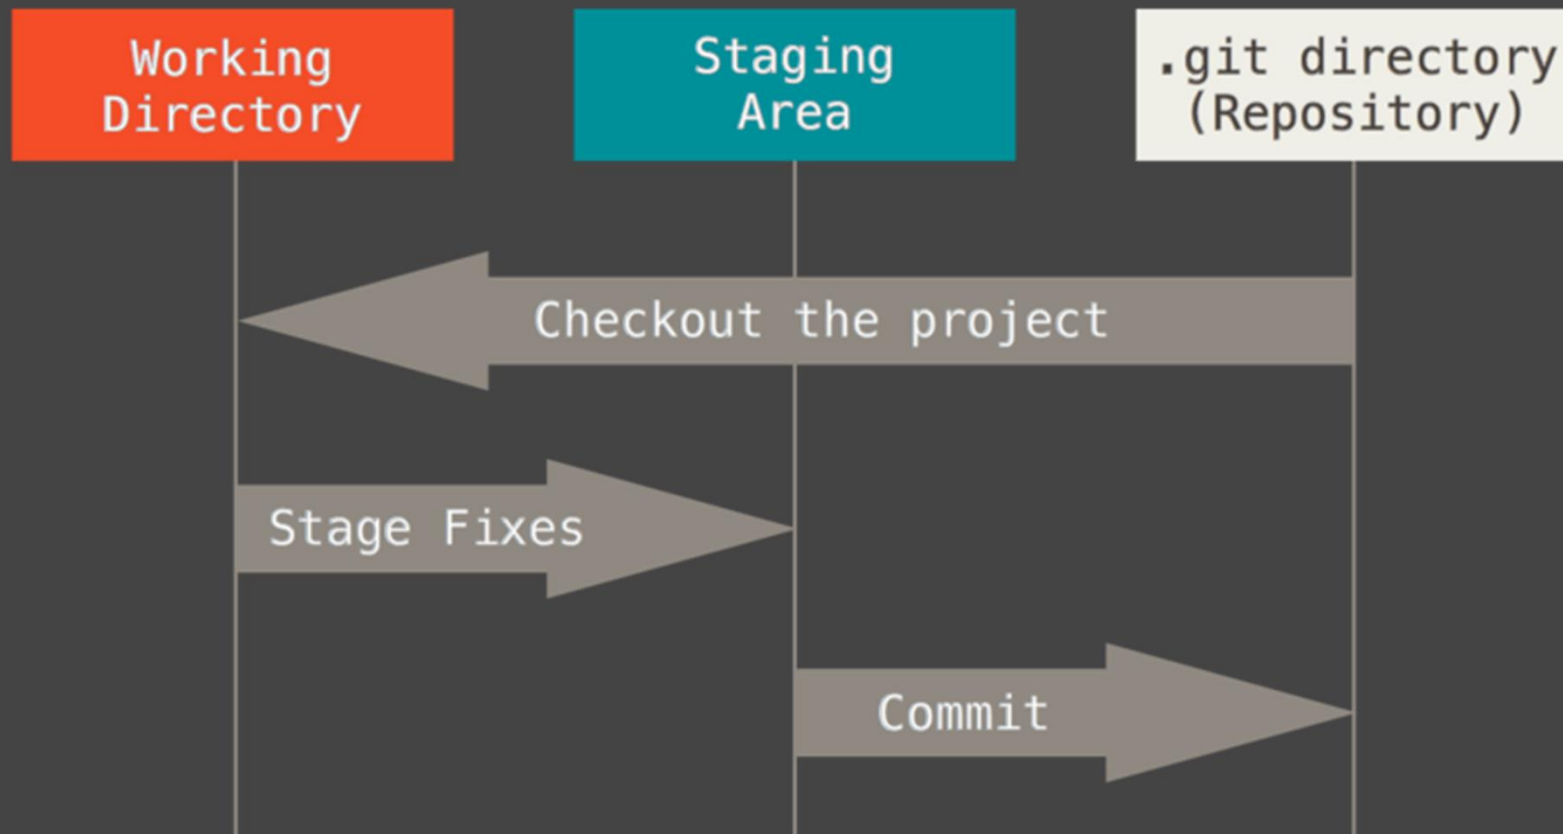 Working
Directory
Staging
Area
.git directory
(Repository)
Checkout the project
Stage Fixes
Commit